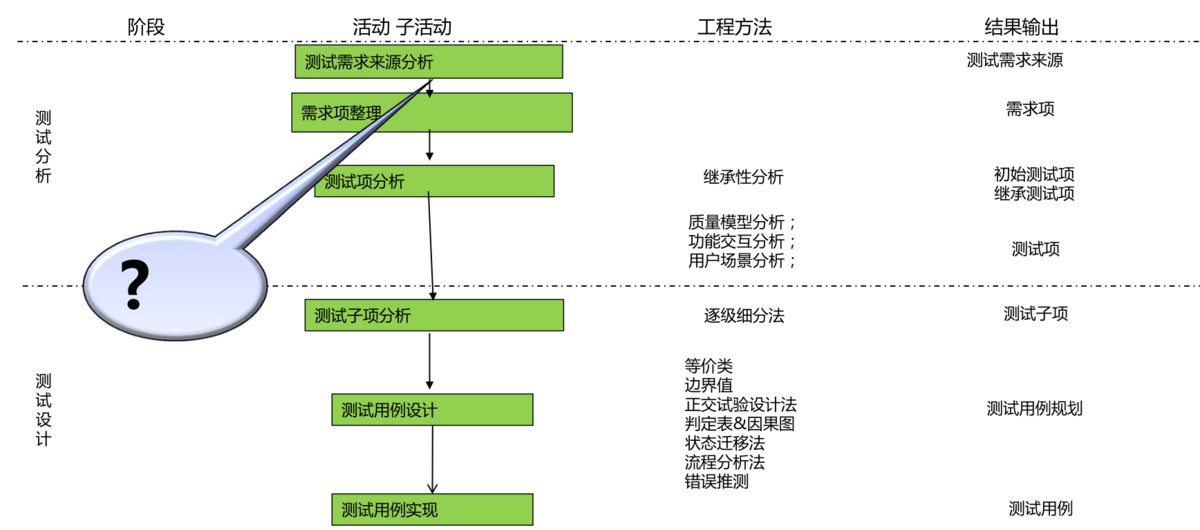 阶段 活动 子活动 工程方法 结果输出
测试需求来源分析 测试需求来源
需求项整理 需求项
测试分析
测试项分析 继承性分析 初始测试项
继承测试项
质量模型分析；
功能交互分析； 测试项
用户场景分析；
?
测试子项分析 逐级细分法 测试子项
测试设计
等价类
边界值
正交试验设计法
测试用例设计 判定表&因果图 测试用例规划
状态迁移法
流程分析法
错误推测
测试用例实现 测试用例